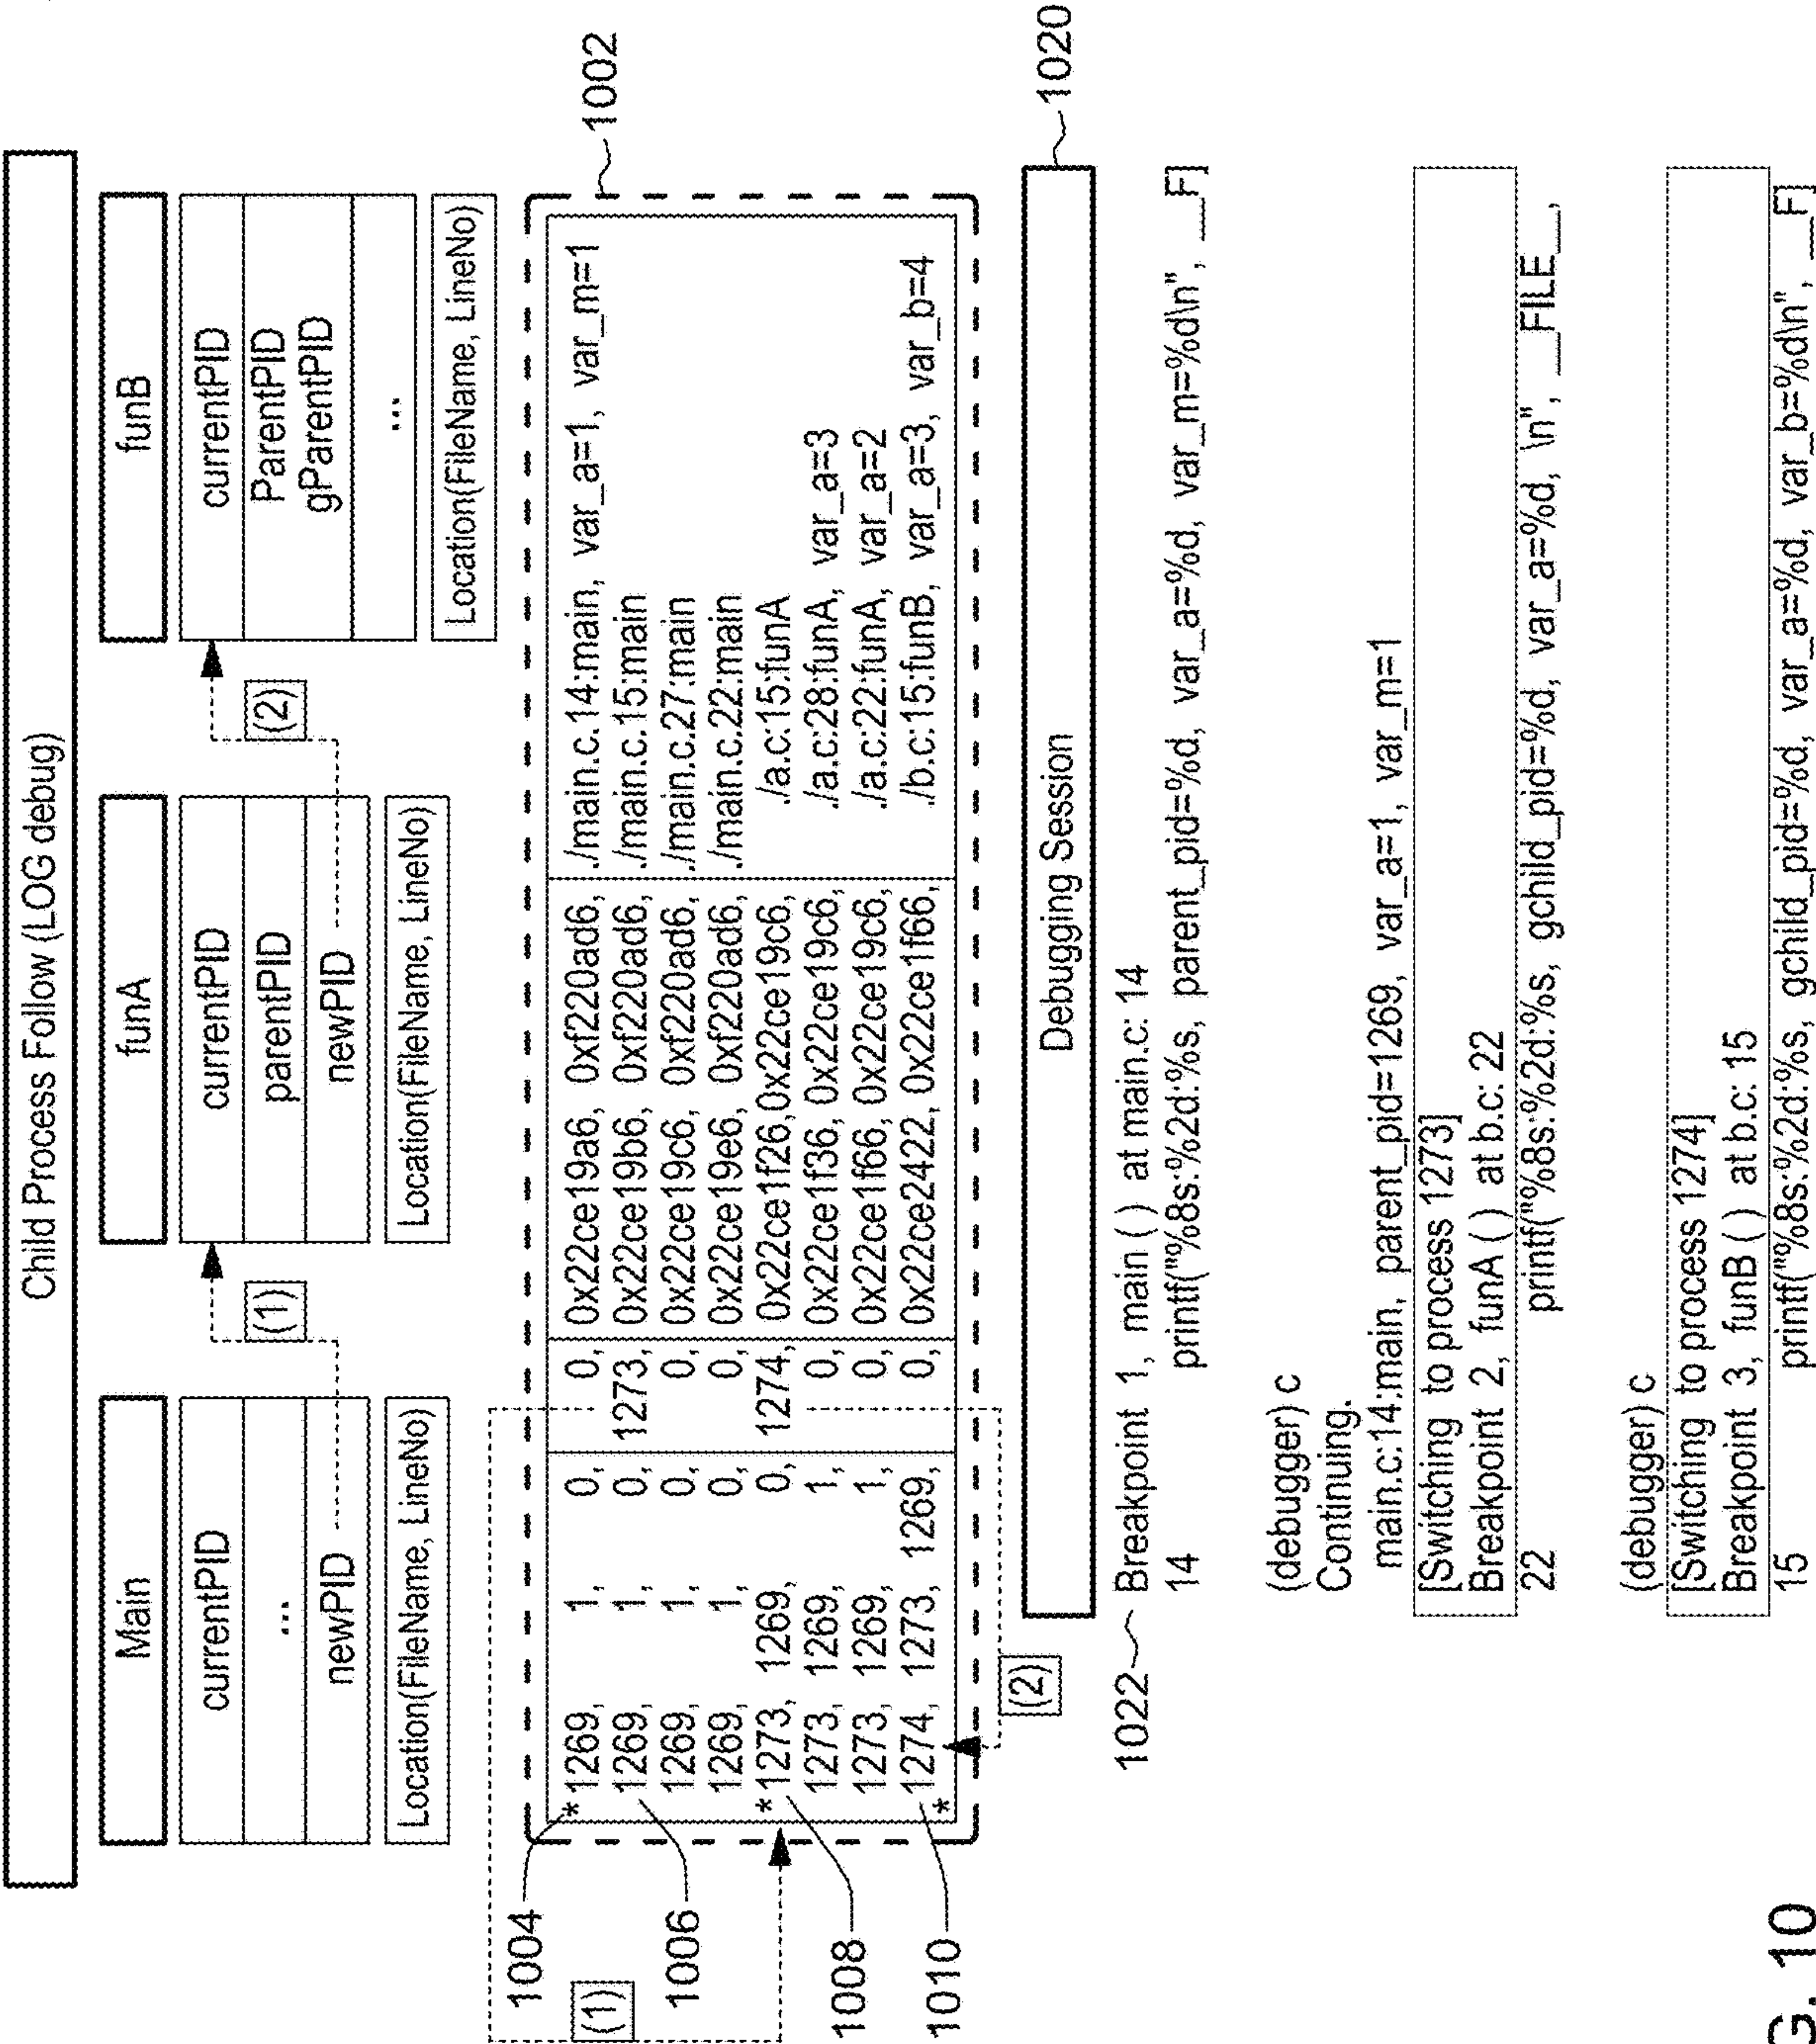 Child Process Follow (LOG debug)
Main
funA
funB
currentPID
currentPID
currentPID
...
parentPID
ParentPID
gParentPID
newPID
newPID
...
(1)
(2)
Location(FileName, LineNo)
Location(FileName, LineNo)
Location(FileName, LineNo)
1002
1004
(1)
1006
1008
1010
*1269, 1, 0, 0, 0x22ce19a6, 0xf220ad6, ./main.c.14:main, var_a=1, var_m=1
1269, 1, 0, 1273, 0x22ce19b6, 0xf220ad6, ./main.c.15:main
1269, 1, 0, 0, 0x22ce19c6, 0xf220ad6, ./main.c.27:main
1269, 1, 0, 0, 0x22ce19e6, 0xf220ad6, ./main.c.22:main
*1273, 1269, 0, 1274, 0x22ce1f26,0x22ce19c6, ./a.c:15:funA
1273, 1269, 1, 0, 0x22ce1f36, 0x22ce19c6, ./a.c:28:funA, var_a=3
1273, 1269, 1, 0, 0x22ce1f66, 0x22ce19c6, ./a.c:22:funA, var_a=2
*1274, 1273, 1269, 0, 0x22ce2422, 0x22ce1f66, ./b.c:15:funB, var_a=3, var_b=4
(2)
Debugging Session
1020
1022
Breakpoint 1, main ( ) at main.c: 14
14 printf("%8s:%2d:%s, parent_pid=%d, var_a=%d, var_m=%d\n", __F]
(debugger) c
Continuing.
main.c:14:main, parent_pid=1269, var_a=1, var_m=1
[Switching to process 1273]
Breakpoint 2, funA ( ) at b.c: 22
22 printf("%8s:%2d:%s, gchild_pid=%d, var_a=%d, \n", __FILE__,
(debugger) c
[Switching to process 1274]
Breakpoint 3, funB ( ) at b.c: 15
15 printf("%8s:%2d:%s, gchild_pid=%d, var_a=%d, var_b=%d\n", __F]
G. 10